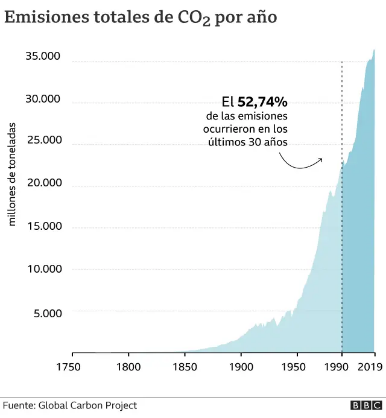 Emisiones totales de CO₂ por año
35.000
30.000
25.000
20.000
15.000
10.000
5.000
millones de toneladas
El 52,74%
de las emisiones
ocurrieron en los
últimos 30 años
1750 1800 1850 1900 1950 1990 2019
Fuente: Global Carbon Project
BBC